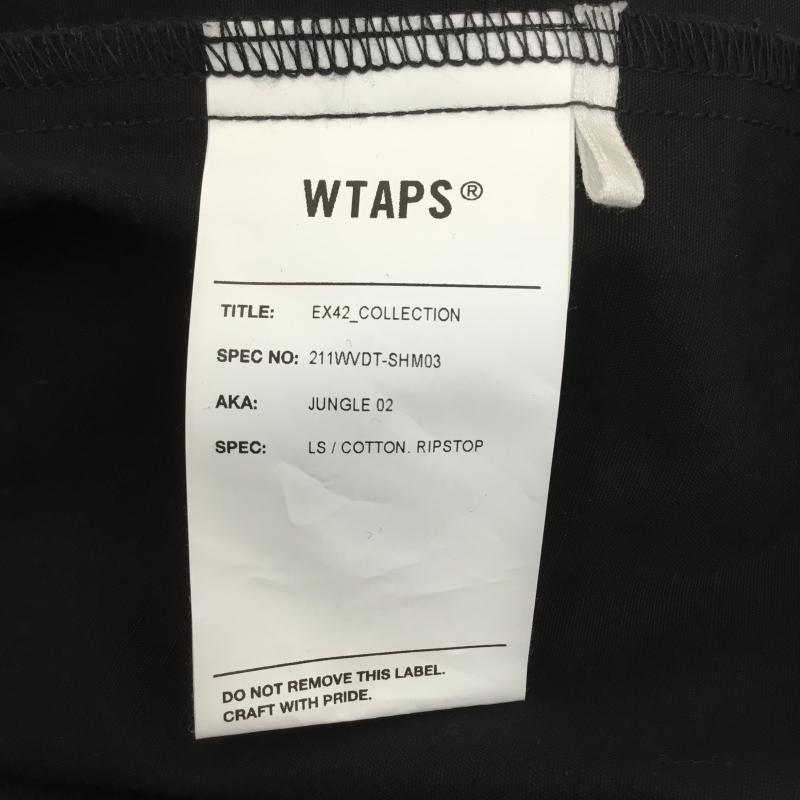 WTAPS®
TITLE: EX42_COLLECTION
SPEC NO: 211WVDT-SHM03
AKA: JUNGLE 02
SPEC: LS / COTTON. RIPSTOP
DO NOT REMOVE THIS LABEL.
CRAFT WITH PRIDE.